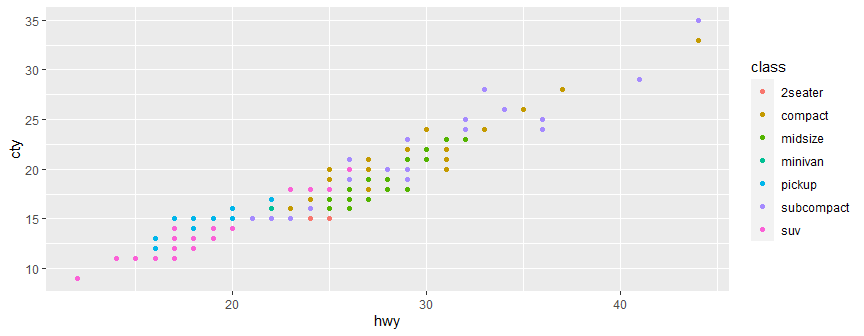 35
30
25
20
15
10
cty
20
30
40
hwy
class
2seater
compact
midsize
minivan
pickup
subcompact
suv